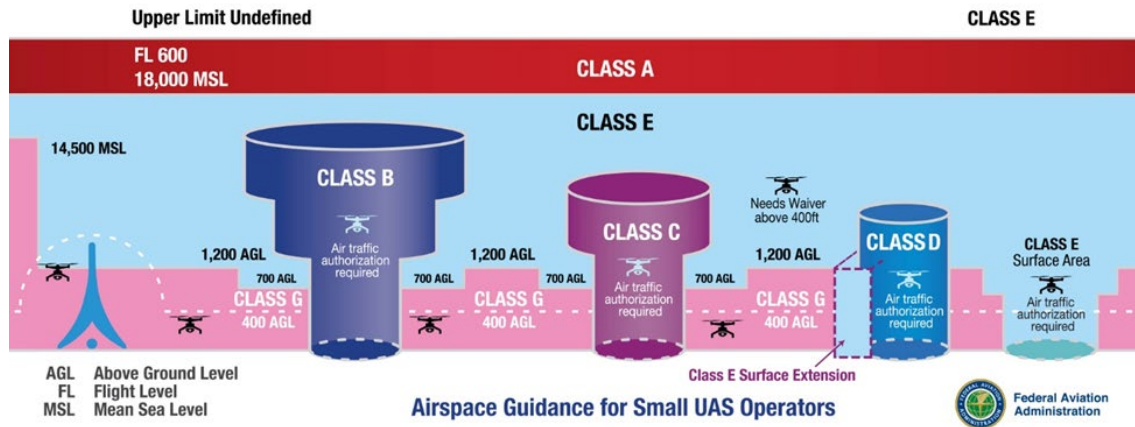 Upper Limit Undefined
CLASS E
FL 600
18,000 MSL
CLASS A
CLASS E
14,500 MSL
CLASS B
Air traffic
authorization
required
CLASS C
Air traffic
authorization
required
Needs Waiver
above 400ft
CLASS D
Air traffic
authorization
required
CLASS E
Surface Area
Air traffic
authorization
required
1,200 AGL
700 AGL
CLASS G
400 AGL
700 AGL
1,200 AGL
700 AGL
CLASS G
400 AGL
700 AGL
1,200 AGL
CLASS G
400 AGL
Class E Surface Extension
AGL Above Ground Level
FL Flight Level
MSL Mean Sea Level
Airspace Guidance for Small UAS Operators
Federal Aviation
Administration